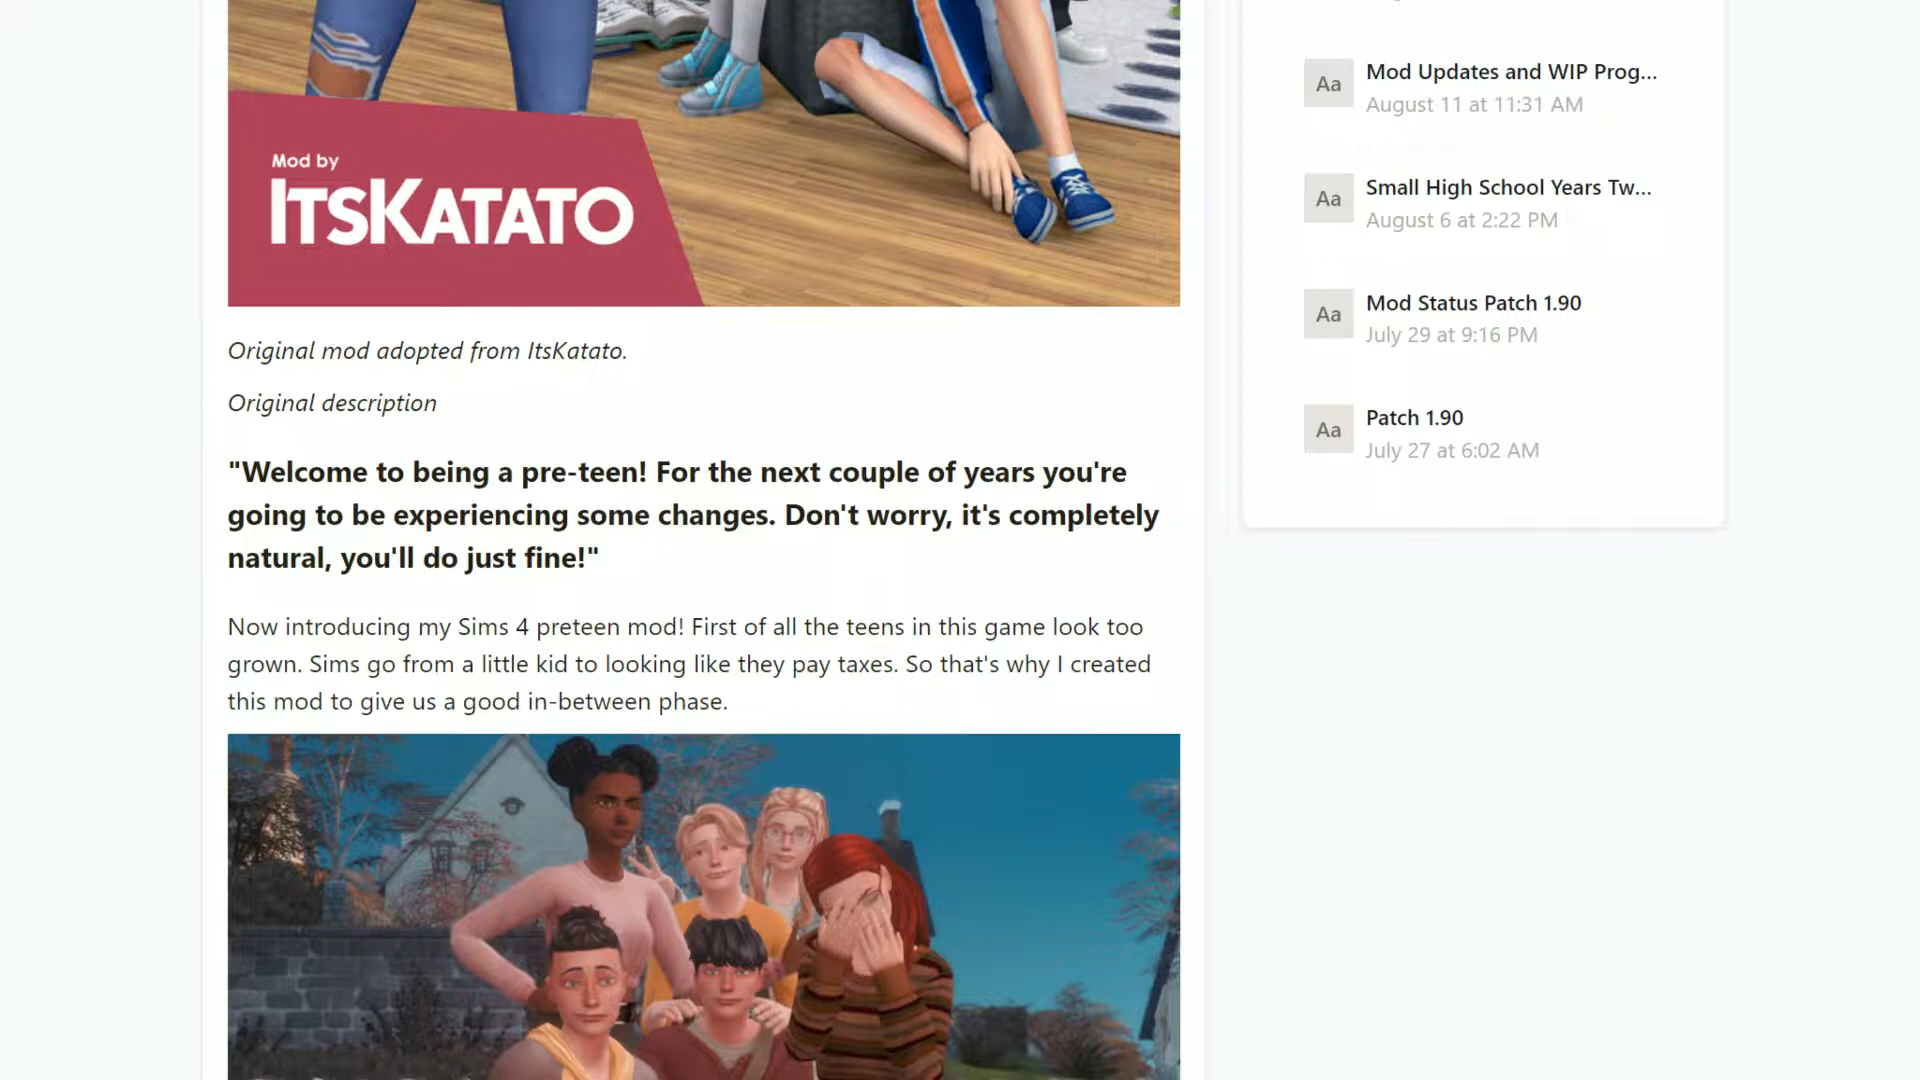 Mod by
ITSKATATO
Original mod adopted from ItsKatato.
Original description
"Welcome to being a pre-teen! For the next couple of years you're
going to be experiencing some changes. Don't worry, it's completely
natural, you'll do just fine!"
Now introducing my Sims 4 preteen mod! First of all the teens in this game look too
grown. Sims go from a little kid to looking like they pay taxes. So that's why I created
this mod to give us a good in-between phase.
Aa
Mod Updates and WIP Prog...
August 11 at 11:31 AM
Aa
Small High School Years Tw...
August 6 at 2:22 PM
Aa
Mod Status Patch 1.90
July 29 at 9:16 PM
Aa
Patch 1.90
July 27 at 6:02 AM